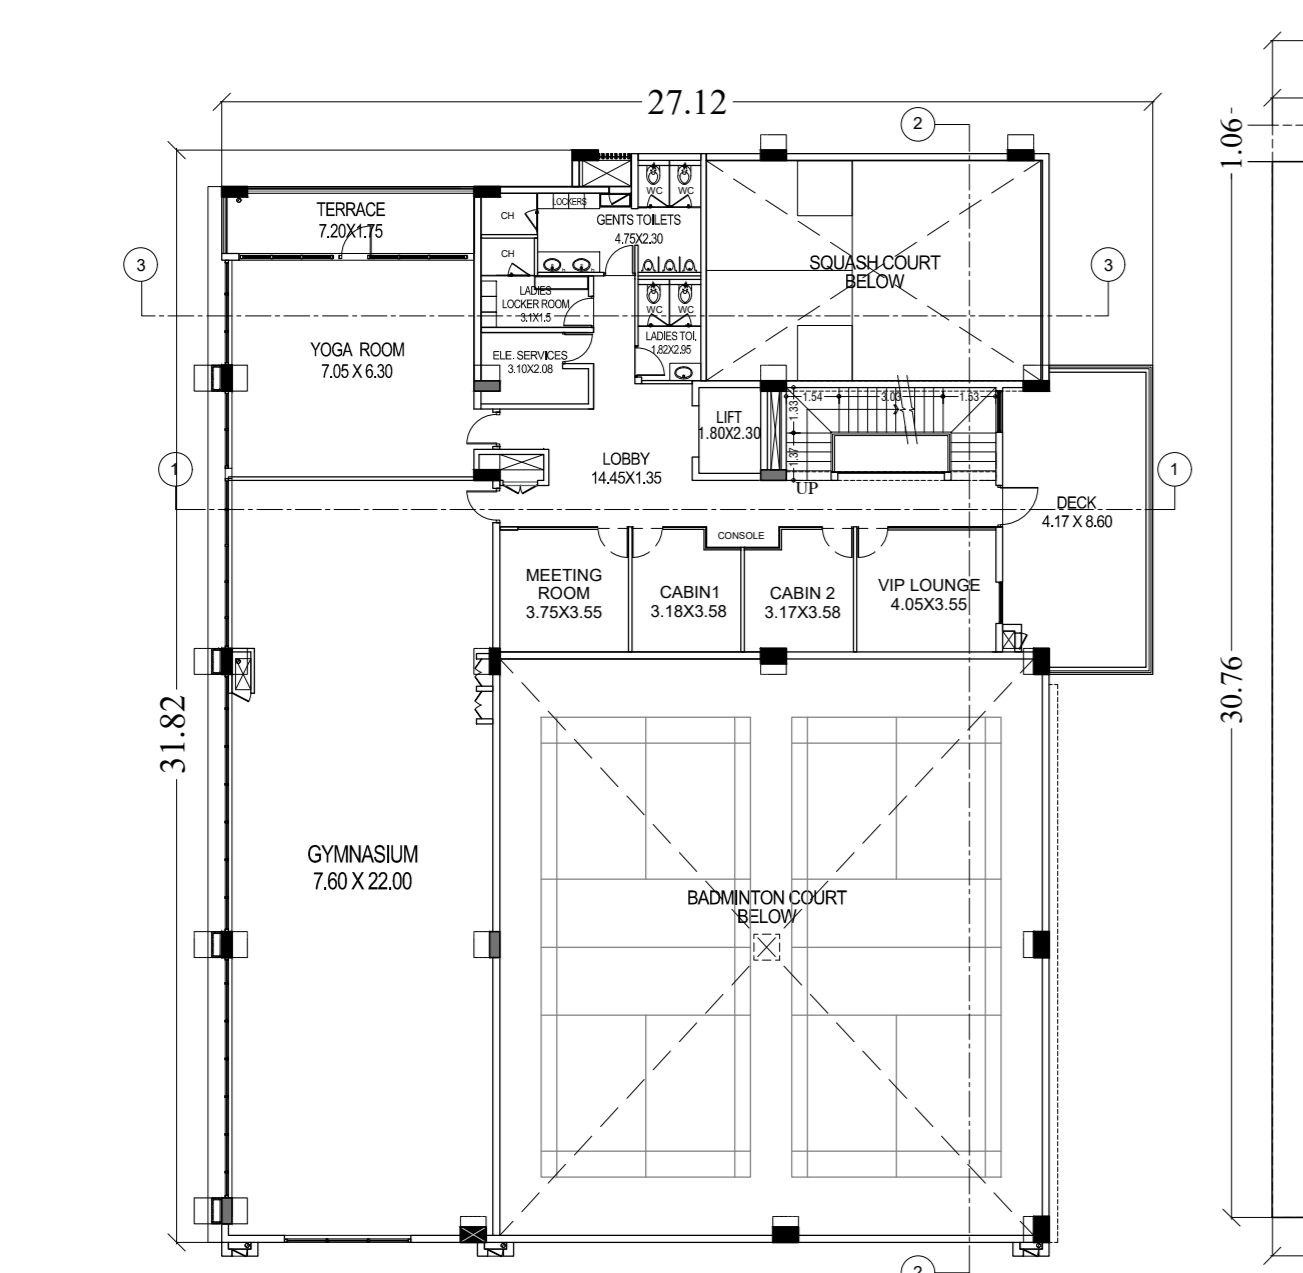 27.12
2
1.06
TERRACE
7.20X1.75
LOCKERS
WC
WC
CH
GENTS TOILETS
4.75X2.30
CH
3
3
SQUASH COURT
BELOW
LADIES
LOCKER ROOM
3.1X1.5
WC
WC
YOGA ROOM
7.05 X 6.30
ELE. SERVICES
3.10X2.08
LADIES TOI.
1.82X2.95
1.54
3.03
1.53
1.33
LIFT
1.80X2.30
1.37
UP
LOBBY
14.45X1.35
1
1
DECK
4.17 X 8.60
CONSOLE
MEETING
ROOM
3.75X3.55
CABIN1
3.18X3.58
CABIN 2
3.17X3.58
VIP LOUNGE
4.05X3.55
31.82
30.76
GYMNASIUM
7.60 X 22.00
BADMINTON COURT
BELOW
2